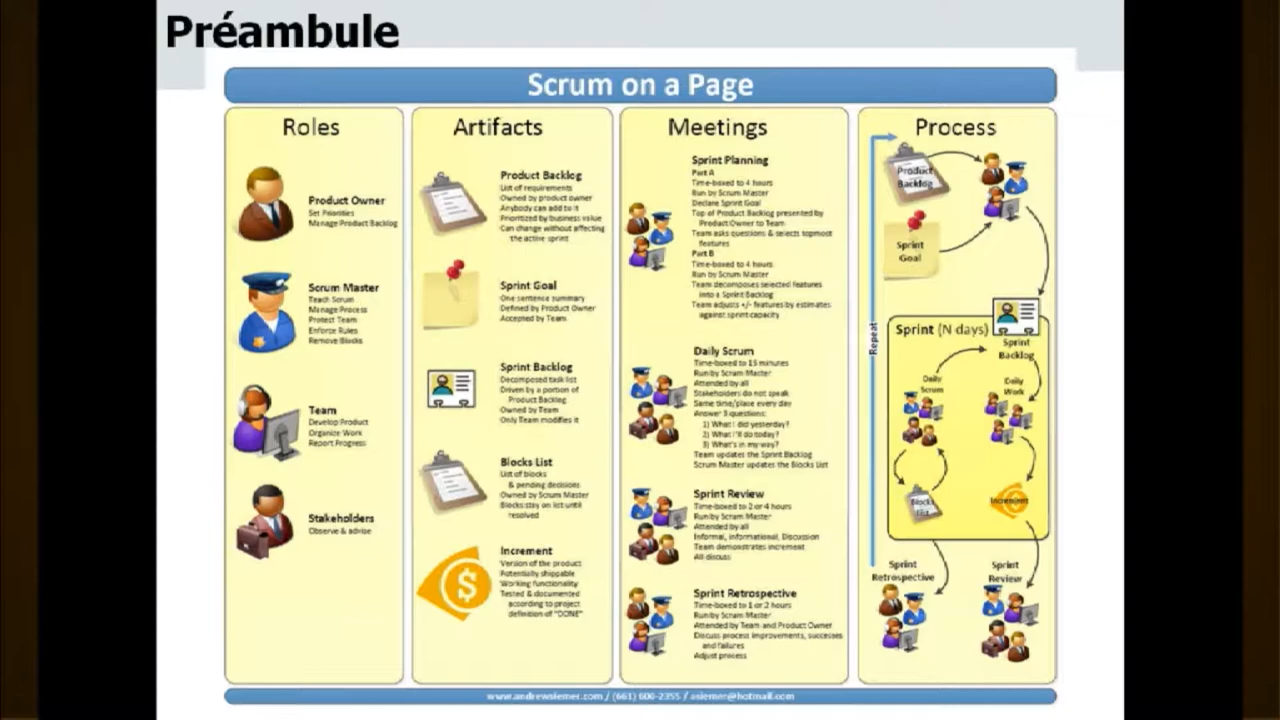 Préambule
Scrum on a Page
Roles
Product Owner
Set Priorities
Manage Product Backlog
Scrum Master
Teach Scrum
Manage Process
Protect Team
Enforce Rules
Remove Blocks
Team
Develop Product
Organize Work
Report Progress
Stakeholders
Observe & advise
Artifacts
Product Backlog
List of requirements
Owned by product owner
Anybody can add to it
Prioritized by business value
Can change without affecting
the active sprint
Sprint Goal
One sentence summary
Defined by Product Owner
Accepted by Team
Sprint Backlog
Decomposed task list
Driven by a portion of
Product Backlog
Owned by Team
Only Team modifies it
Blocks List
List of blocks
& pending decisions
Owned by Scrum Master
Blocks stay on list until
resolved
Increment
Version of the product
Potentially shippable
Working functionality
Tested & documented
according to project
definition of "DONE"
Meetings
Sprint Planning
Part A
Time-boxed to 4 hours
Run by Scrum Master
Declare Sprint Goal
Top of Product Backlog presented by
Product Owner to Team
Team asks questions & selects topmost
features
Part B
Time-boxed to 4 hours
Run by Scrum Master
Team decomposes selected features
into a Sprint Backlog
Team adjusts +/- features by estimates
against sprint capacity
Daily Scrum
Time-boxed to 15 minutes
Run by Scrum Master
Attended by all
Stakeholders do not speak
Same time/place every day
Answer 3 questions:
1) What I did yesterday?
2) What I'll do today?
3) What's in my way?
Team updates the Sprint Backlog
Scrum Master updates the Blocks List
Sprint Review
Time-boxed to 2 or 4 hours
Run by Scrum Master
Attended by all
Informal, informational, Discussion
Team demonstrates increment
All discuss
Sprint Retrospective
Time-boxed to 1 or 2 hours
Run by Scrum Master
Attended by Team and Product Owner
Discuss process improvements, successes
and failures
Adjust process
Process
Product
Backlog
Sprint
Goal
Repeat
Sprint (N days)
Sprint
Backlog
Daily
Scrum
Daily
Work
Blocks
List
Increment
Sprint
Retrospective
Sprint
Review
www.andrewsiemer.com / (661) 600-2355 / asiemer@hotmail.com